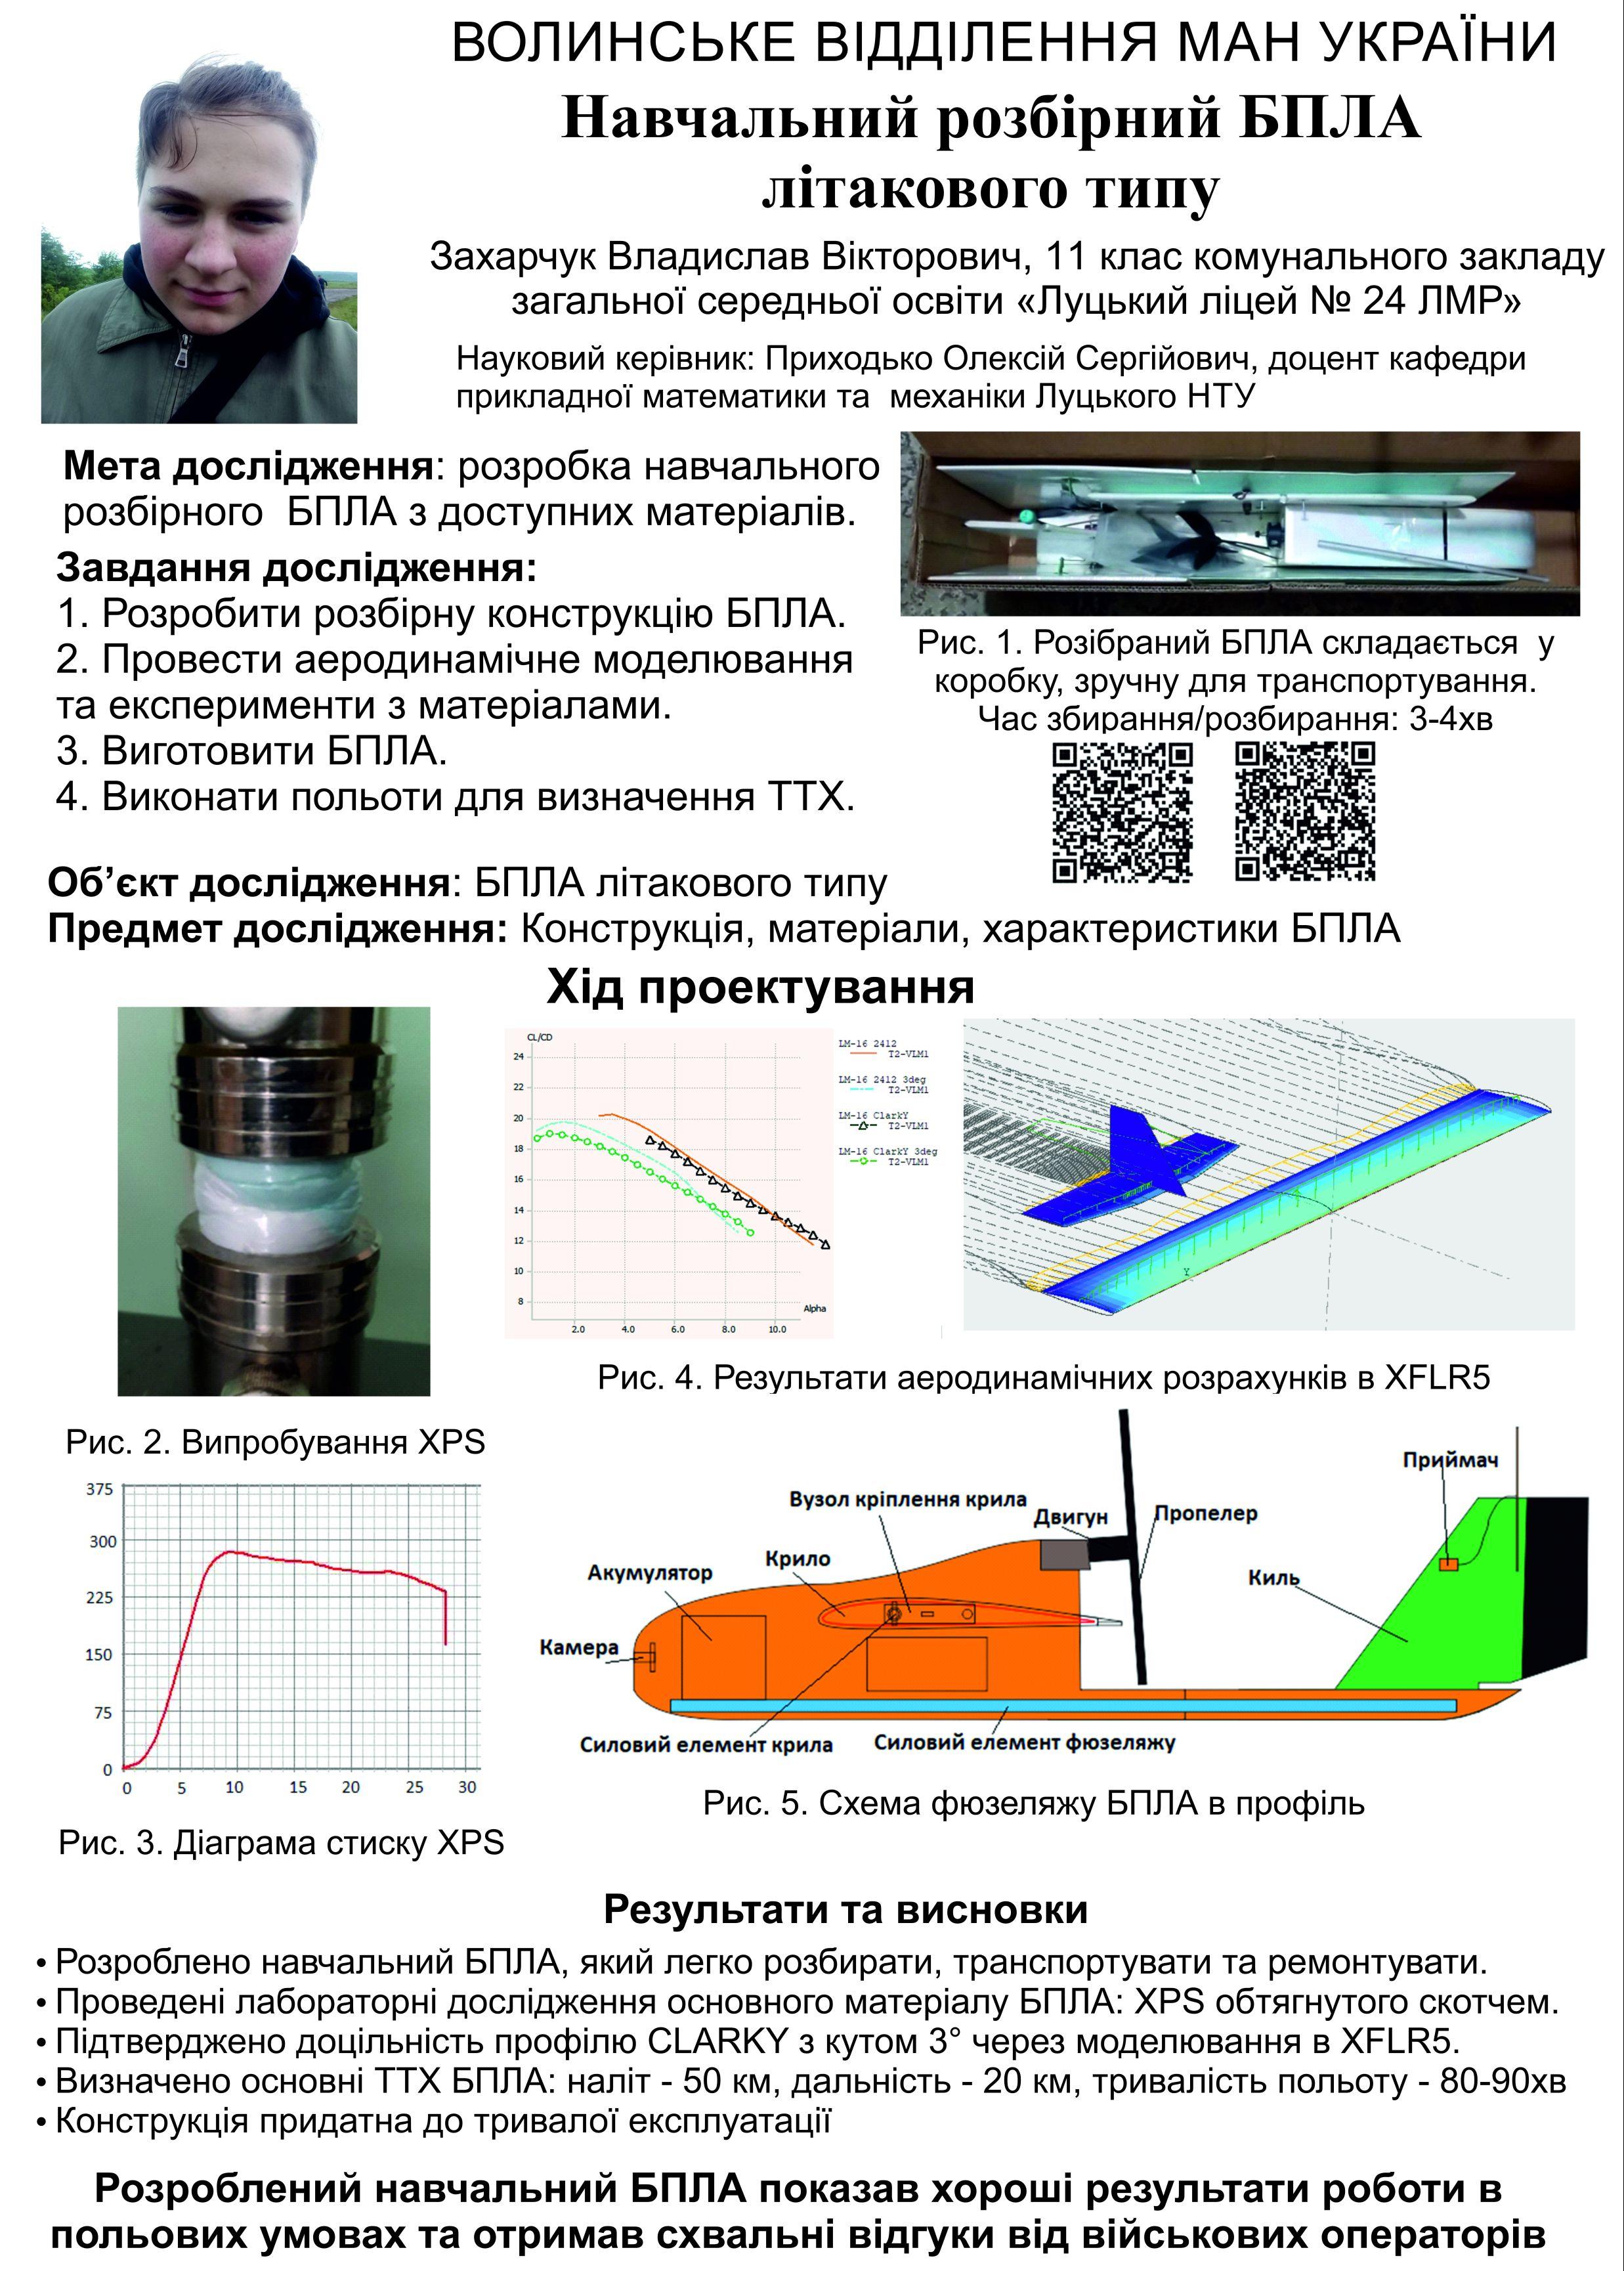 ВОЛИНСЬКЕ ВІДДІЛЕННЯ МАН УКРАЇНИ
Навчальний розбірний БПЛА
літакового типу
Захарчук Владислав Вікторович, 11 клас комунального закладу
загальної середньої освіти «Луцький ліцей № 24 ЛМР»
Науковий керівник: Приходько Олексій Сергійович, доцент кафедри
прикладної математики та механіки Луцького НТУ
Мета дослідження: розробка навчального
розбірного БПЛА з доступних матеріалів.
Завдання дослідження:
1. Розробити розбірну конструкцію БПЛА.
2. Провести аеродинамічне моделювання
та експерименти з матеріалами.
3. Виготовити БПЛА.
4. Виконати польоти для визначення ТТХ.
Рис. 1. Розібраний БПЛА складається у
коробку, зручну для транспортування.
Час збирання/розбирання: 3-4хв
Об’єкт дослідження: БПЛА літакового типу
Предмет дослідження: Конструкція, матеріали, характеристики БПЛА
Хід проектування
CL/CD
24
22
20
18
16
14
12
10
8
2.0 4.0 6.0 8.0 10.0
Alpha
LM-16 2412
T2-VLM1
LM-16 2412 3deg
T2-VLM1
LM-16 ClarkY
T2-VLM1
LM-16 ClarkY 3deg
T2-VLM1
Y
Рис. 4. Результати аеродинамічних розрахунків в XFLR5
Рис. 2. Випробування XPS
375
300
225
150
75
0
0 5 10 15 20 25 30
Рис. 3. Діаграма стиску XPS
Приймач
Вузол кріплення крила
Двигун
Пропелер
Крило
Акумулятор
Киль
Камера
Силовий елемент крила
Силовий елемент фюзеляжу
Рис. 5. Схема фюзеляжу БПЛА в профіль
Результати та висновки
• Розроблено навчальний БПЛА, який легко розбирати, транспортувати та ремонтувати.
• Проведені лабораторні дослідження основного матеріалу БПЛА: XPS обтягнутого скотчем.
• Підтверджено доцільність профілю CLARKY з кутом 3° через моделювання в XFLR5.
• Визначено основні ТТХ БПЛА: наліт - 50 км, дальність - 20 км, тривалість польоту - 80-90хв
• Конструкція придатна до тривалої експлуатації
Розроблений навчальний БПЛА показав хороші результати роботи в
польових умовах та отримав схвальні відгуки від військових операторів